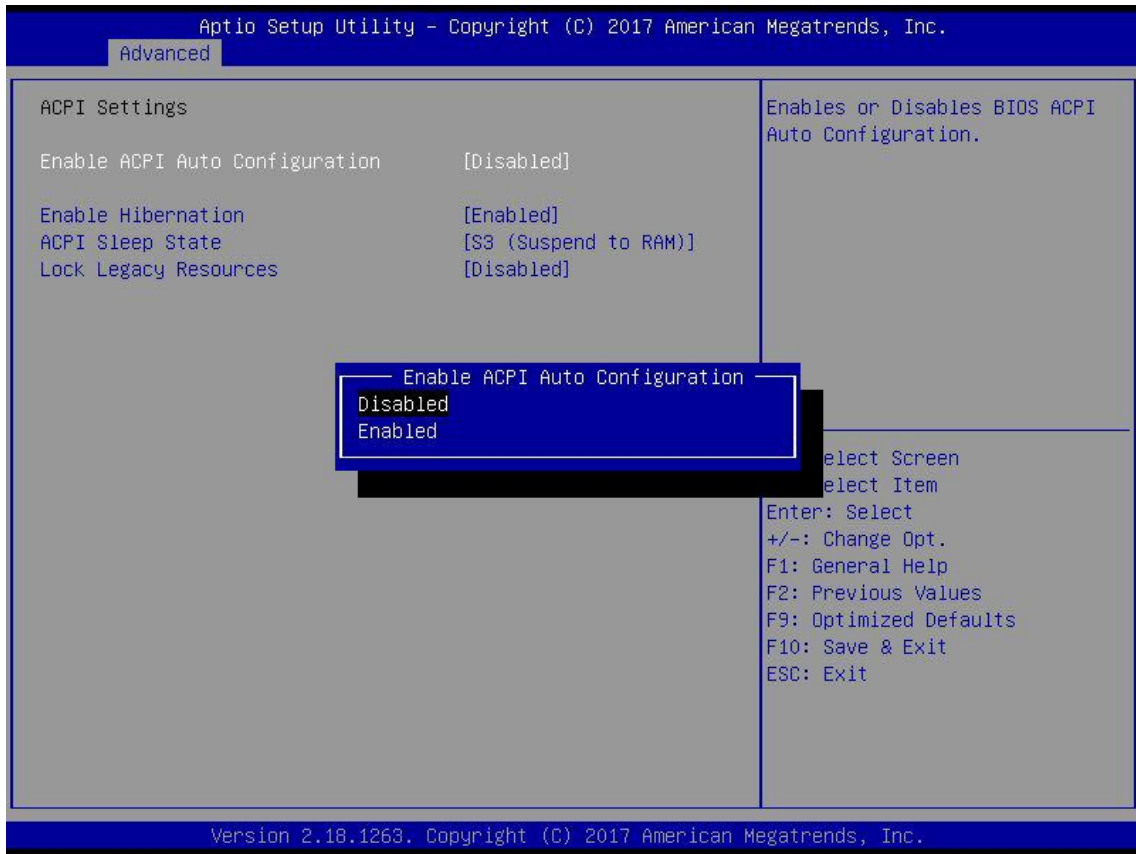 Aptio Setup Utility – Copyright (C) 2017 American Megatrends, Inc.
Advanced
ACPI Settings
Enable ACPI Auto Configuration [Disabled]
Enable Hibernation [Enabled]
ACPI Sleep State [S3 (Suspend to RAM)]
Lock Legacy Resources [Disabled]
Enables or Disables BIOS ACPI
Auto Configuration.
Enable ACPI Auto Configuration
Disabled
Enabled
elect Screen
elect Item
Enter: Select
+/-: Change Opt.
F1: General Help
F2: Previous Values
F9: Optimized Defaults
F10: Save & Exit
ESC: Exit
Version 2.18.1263. Copyright (C) 2017 American Megatrends, Inc.